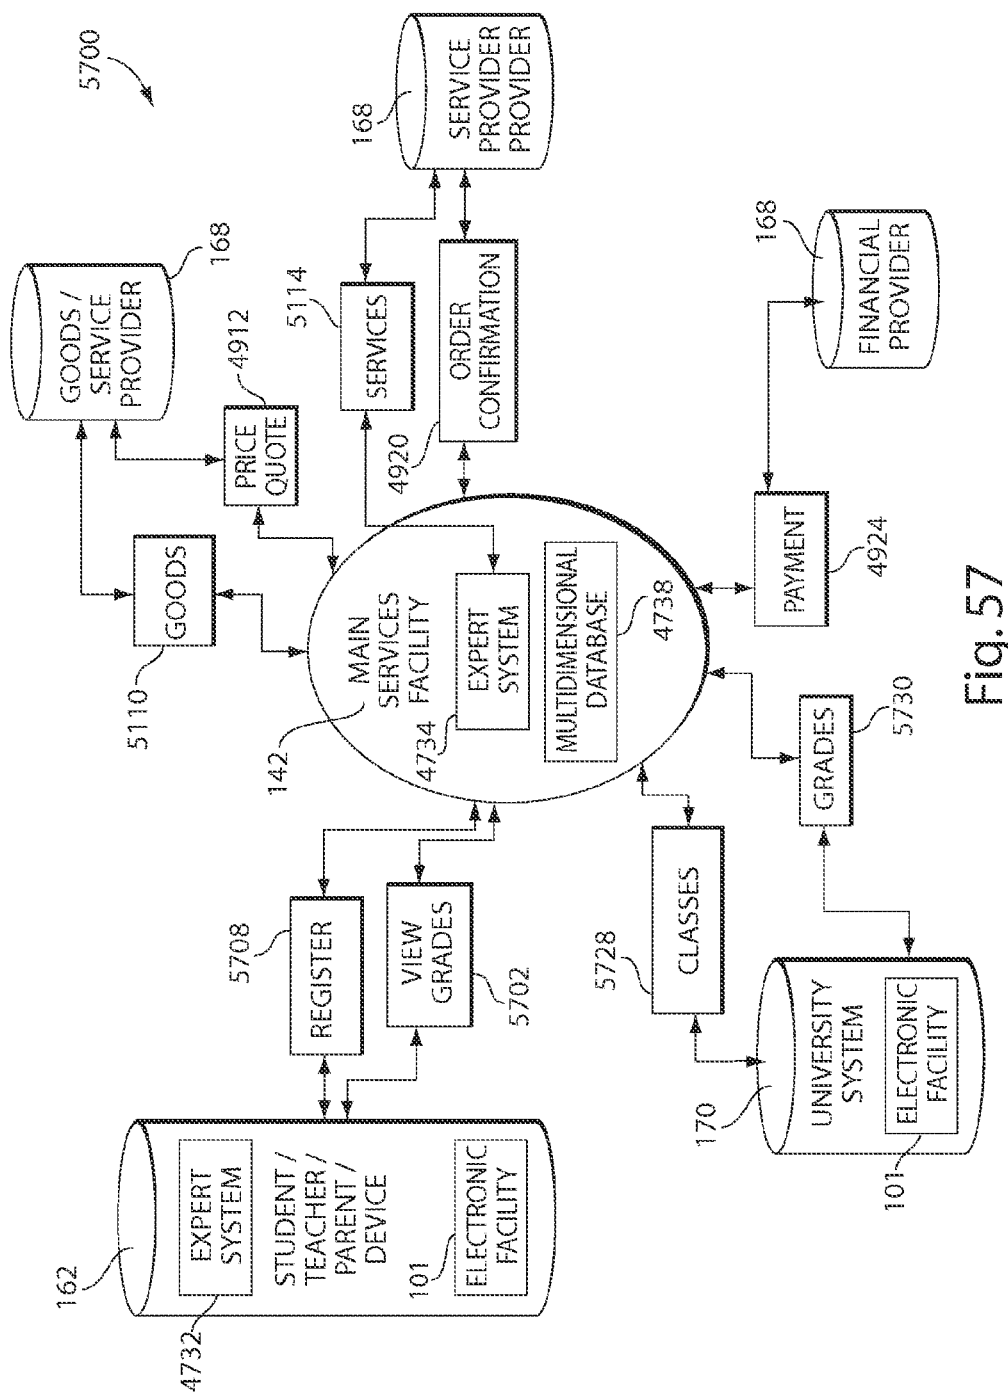 5700
162
EXPERT
SYSTEM
4732
STUDENT /
TEACHER /
PARENT /
DEVICE
101
ELECTRONIC
FACILITY
5708
REGISTER
VIEW
GRADES
5702
5110
GOODS
GOODS /
SERVICE
PROVIDER
168
PRICE
QUOTE
4912
142
MAIN
SERVICES
FACILITY
4734
EXPERT
SYSTEM
MULTIDIMENSIONAL
DATABASE
4738
5114
SERVICES
4920
ORDER
CONFIRMATION
168
SERVICE
PROVIDER
PROVIDER
5728
CLASSES
GRADES
5730
170
UNIVERSITY
SYSTEM
ELECTRONIC
FACILITY
101
PAYMENT
4924
168
FINANCIAL
PROVIDER
Fig. 57